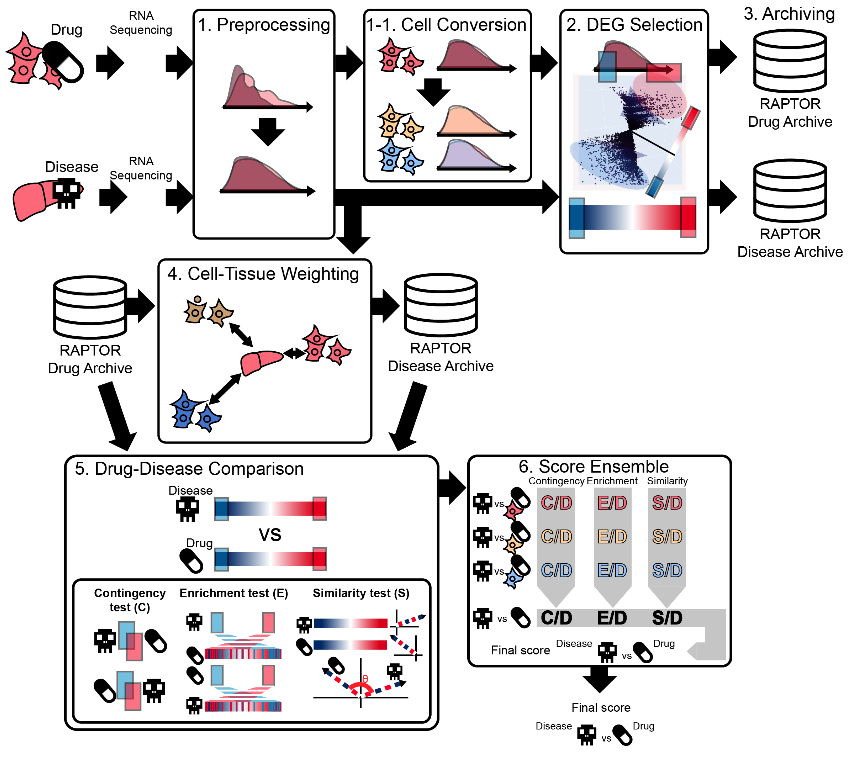 Drug
RNA
Sequencing
1. Preprocessing
1-1. Cell Conversion
2. DEG Selection
3. Archiving
RAPTOR
Drug Archive
Disease
RNA
Sequencing
RAPTOR
Disease Archive
4. Cell-Tissue Weighting
RAPTOR
Drug Archive
RAPTOR
Disease Archive
5. Drug-Disease Comparison
Disease
VS
Drug
Contingency
test (C)
Enrichment test (E)
Similarity test (S)
θ
6. Score Ensemble
Contingency Enrichment Similarity
vs C/D E/D S/D
vs C/D E/D S/D
vs C/D E/D S/D
vs C/D E/D S/D
Final score Disease vs Drug
Final score
Disease vs Drug